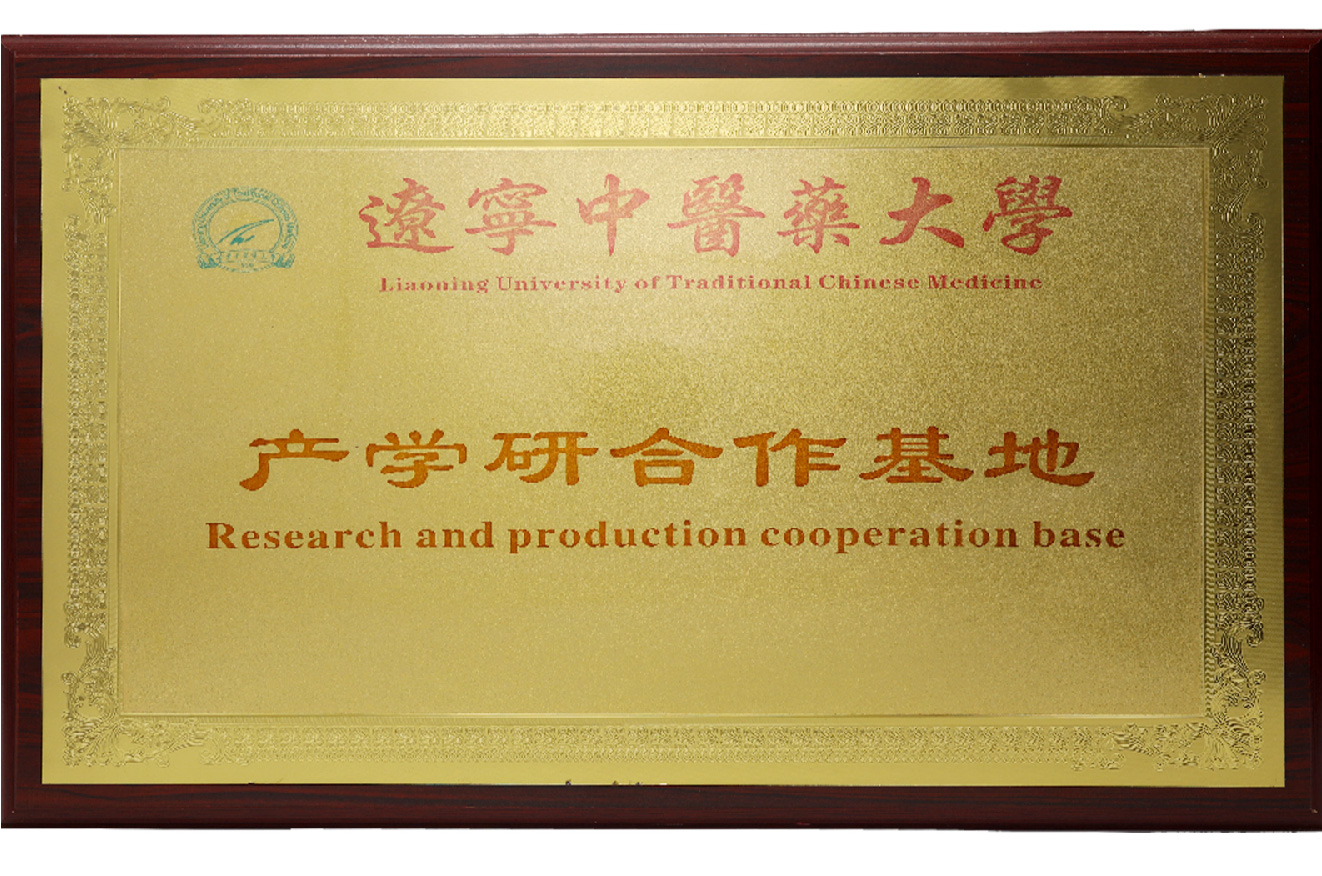 遼寧中醫藥大學
Liaoning University of Traditional Chinese Medicine
产学研合作基地
Research and production cooperation base